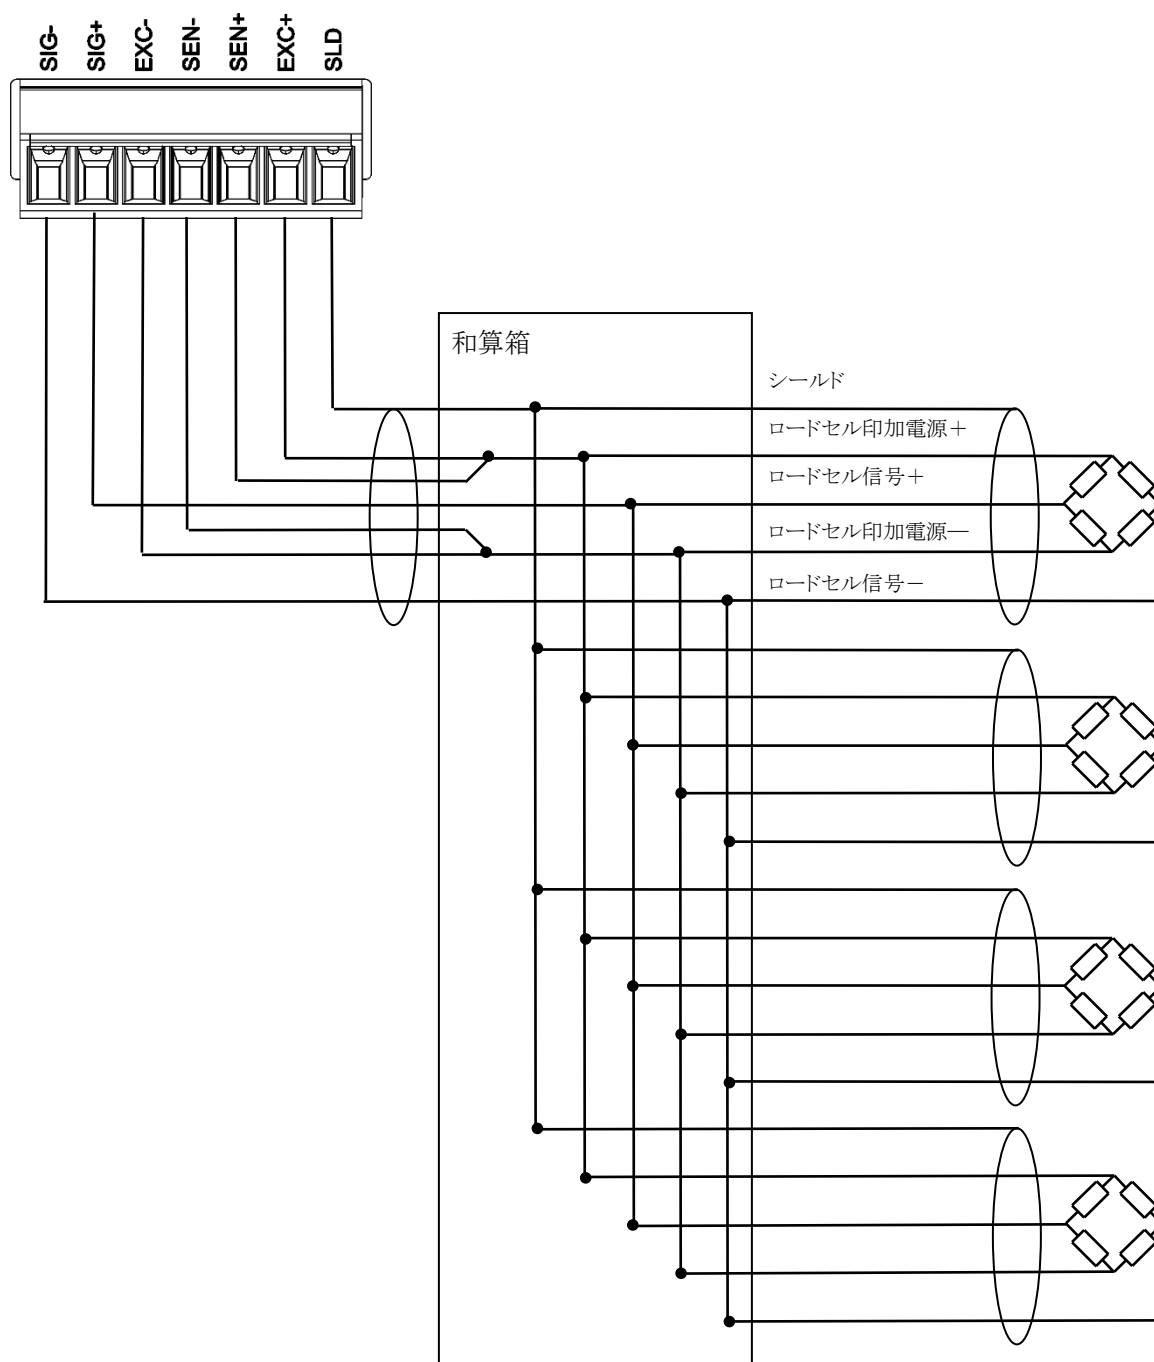 SIG-
SIG+
EXC-
SEN-
SEN+
EXC+
SLD
和算箱
シールド
ロードセル印加電源＋
ロードセル信号＋
ロードセル印加電源―
ロードセル信号－